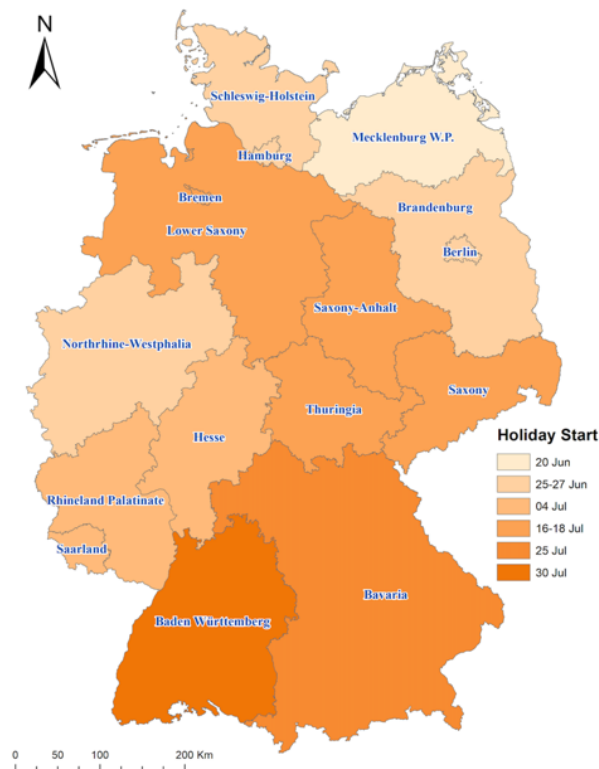 N
Schleswig-Holstein
Mecklenburg W.P.
Hamburg
Bremen
Brandenburg
Lower Saxony
Berlin
Saxony-Anhalt
Northrhine-Westphalia
Saxony
Thuringia
Hesse
Holiday Start
20 Jun
25-27 Jun
04 Jul
16-18 Jul
25 Jul
30 Jul
Rhineland Palatinate
Saarland
Bavaria
Baden Württemberg
0 50 100 200 Km